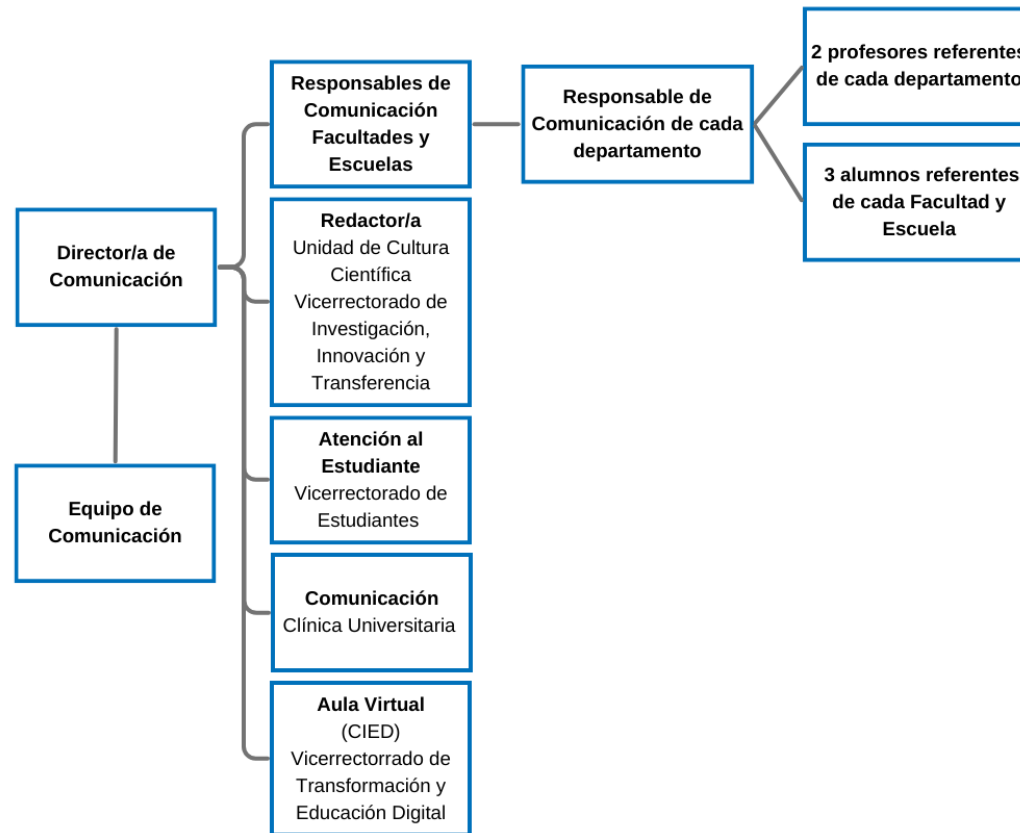 Director/a de
Comunicación
Equipo de
Comunicación
Responsables de
Comunicación
Facultades y
Escuelas
Redactor/a
Unidad de Cultura
Científica
Vicerrectorado de
Investigación,
Innovación y
Transferencia
Atención al
Estudiante
Vicerrectorado de
Estudiantes
Comunicación
Clínica Universitaria
Aula Virtual
(CIED)
Vicerrectorrado de
Transformación y
Educación Digital
Responsable de
Comunicación de cada
departamento
2 profesores referentes
de cada departamento
3 alumnos referentes
de cada Facultad y
Escuela